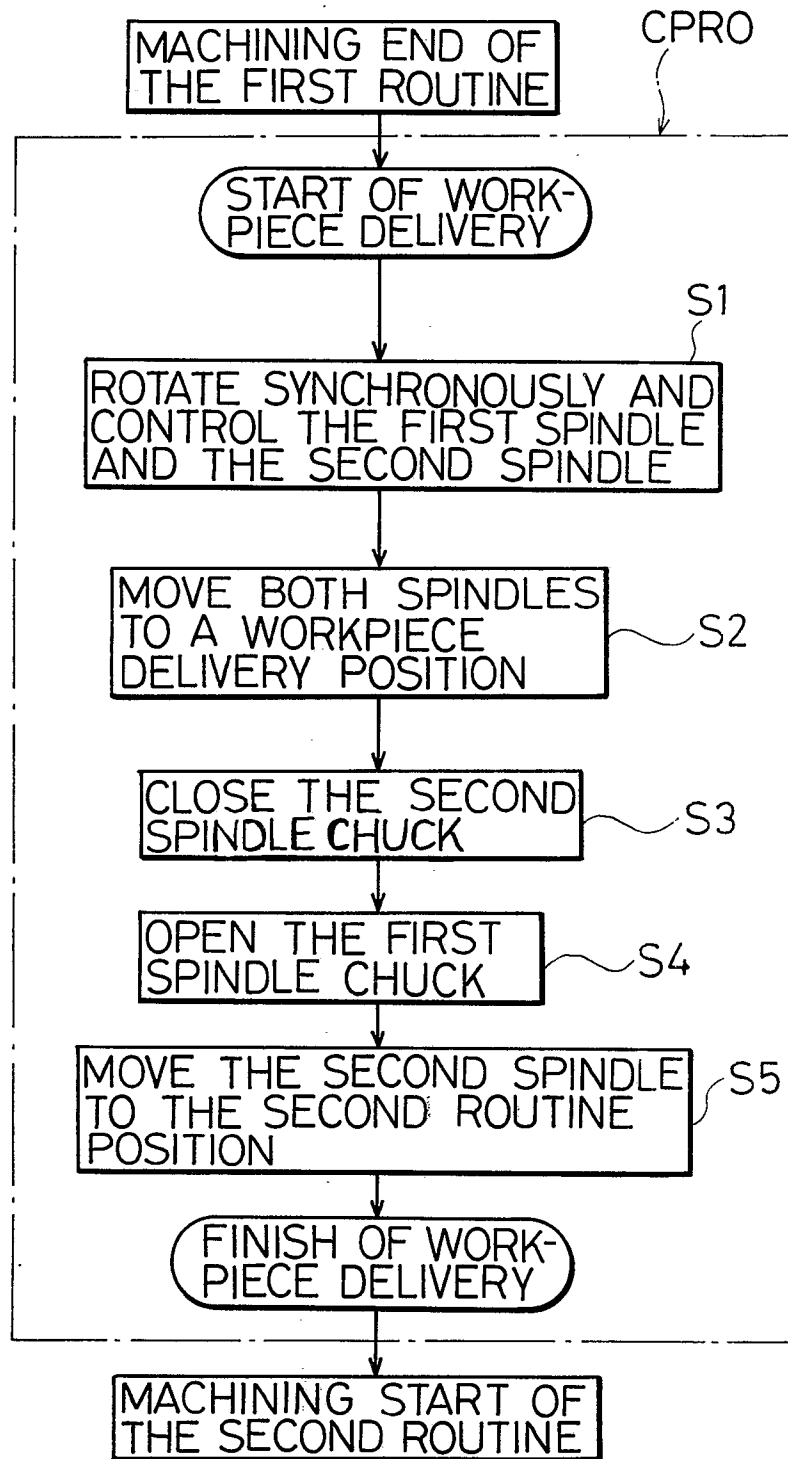 CPRO
MACHINING END OF
THE FIRST ROUTINE
START OF WORK-
PIECE DELIVERY
S1
ROTATE SYNCHRONOUSLY AND
CONTROL THE FIRST SPINDLE
AND THE SECOND SPINDLE
MOVE BOTH SPINDLES
TO A WORKPIECE
DELIVERY POSITION
S2
CLOSE THE SECOND
SPINDLE CHUCK
S3
OPEN THE FIRST
SPINDLE CHUCK
S4
MOVE THE SECOND SPINDLE
TO THE SECOND ROUTINE
POSITION
S5
FINISH OF WORK-
PIECE DELIVERY
MACHINING START OF
THE SECOND ROUTINE